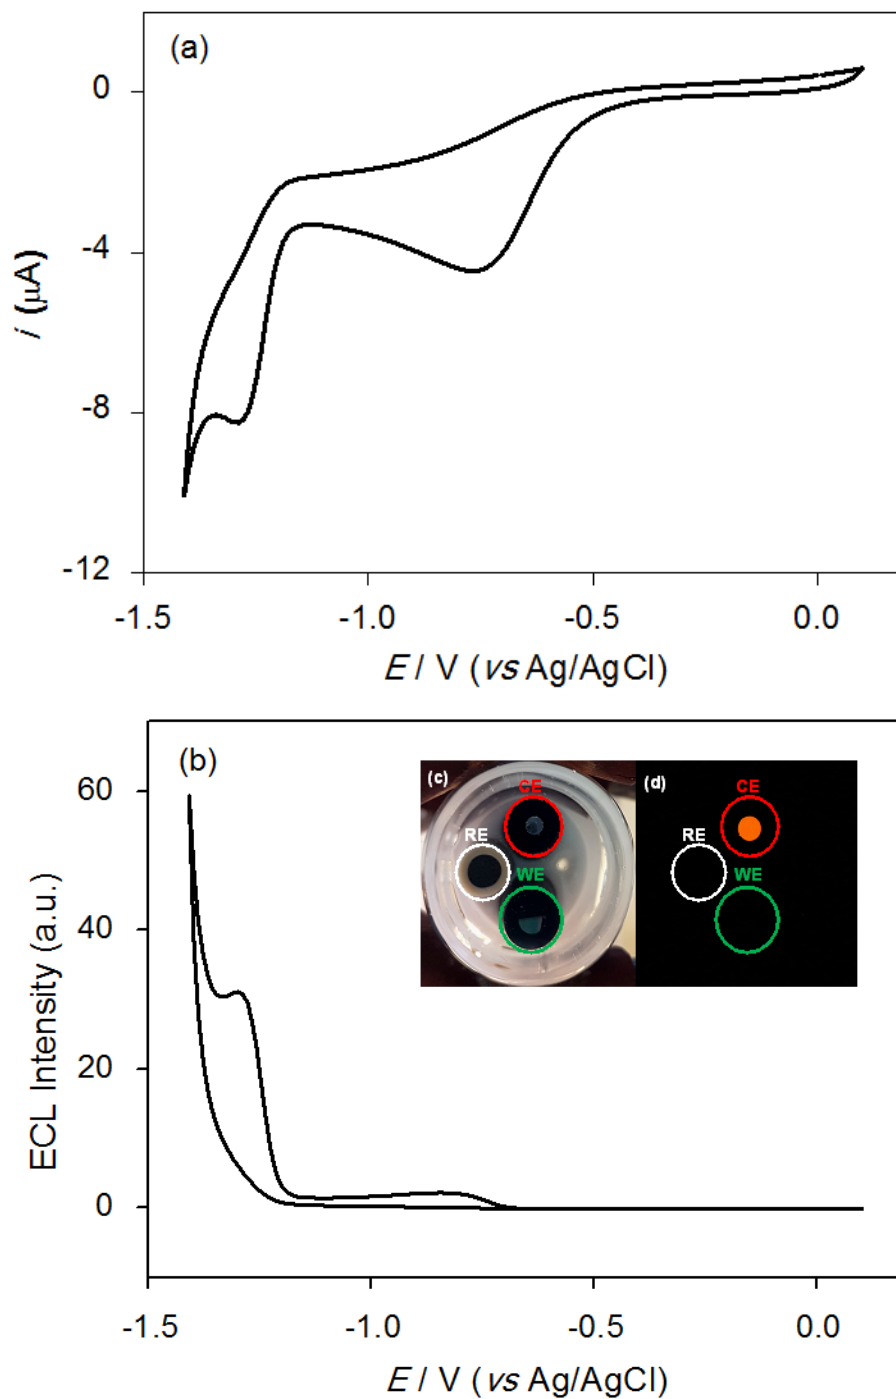 (a)
0
-4
-8
-12
i (μA)
-1.5 -1.0 -0.5 0.0
E / V (vs Ag/AgCl)
(b)
60
40
20
0
ECL Intensity (a.u.)
(c) CE
RE
WE
(d) CE
RE
WE
-1.5 -1.0 -0.5 0.0
E / V (vs Ag/AgCl)